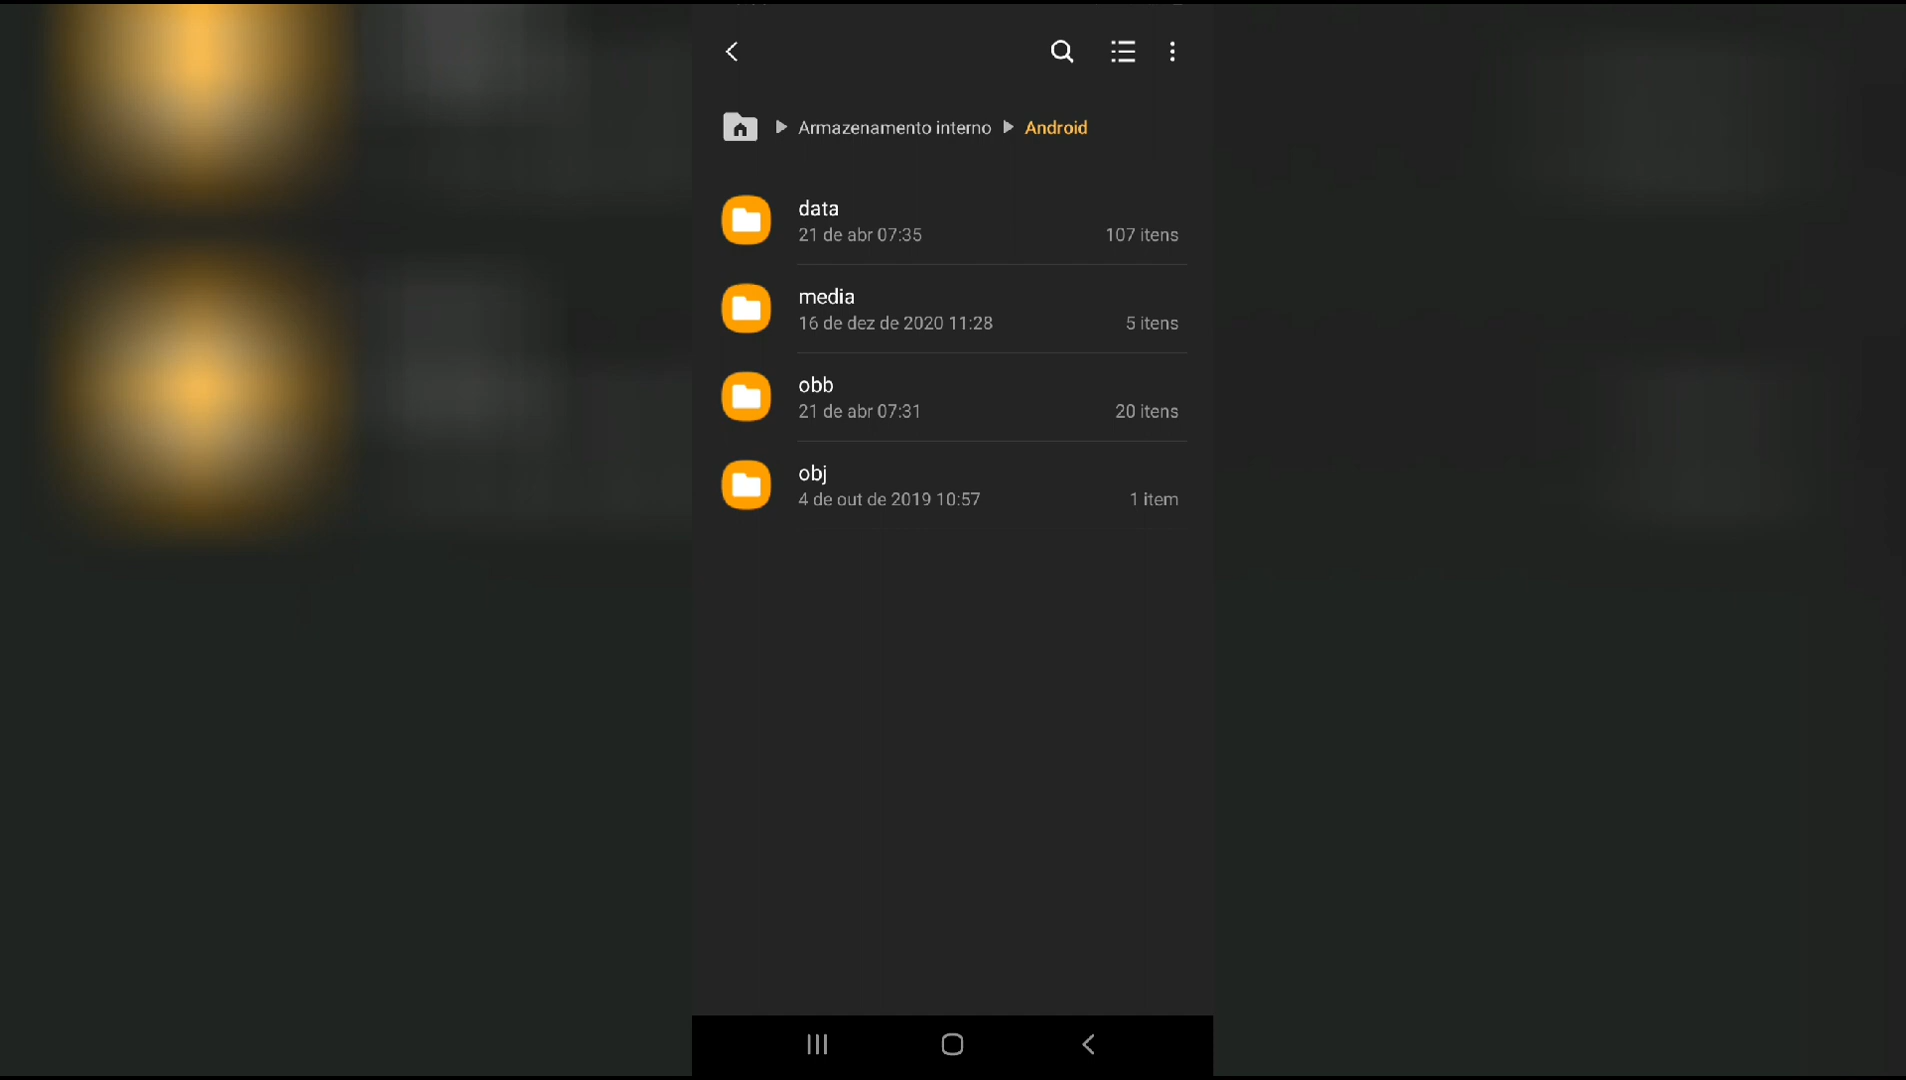 Armazenamento interno Android
data
21 de abr 07:35 107 itens
media
16 de dez de 2020 11:28 5 itens
obb
21 de abr 07:31 20 itens
obj
4 de out de 2019 10:57 1 item